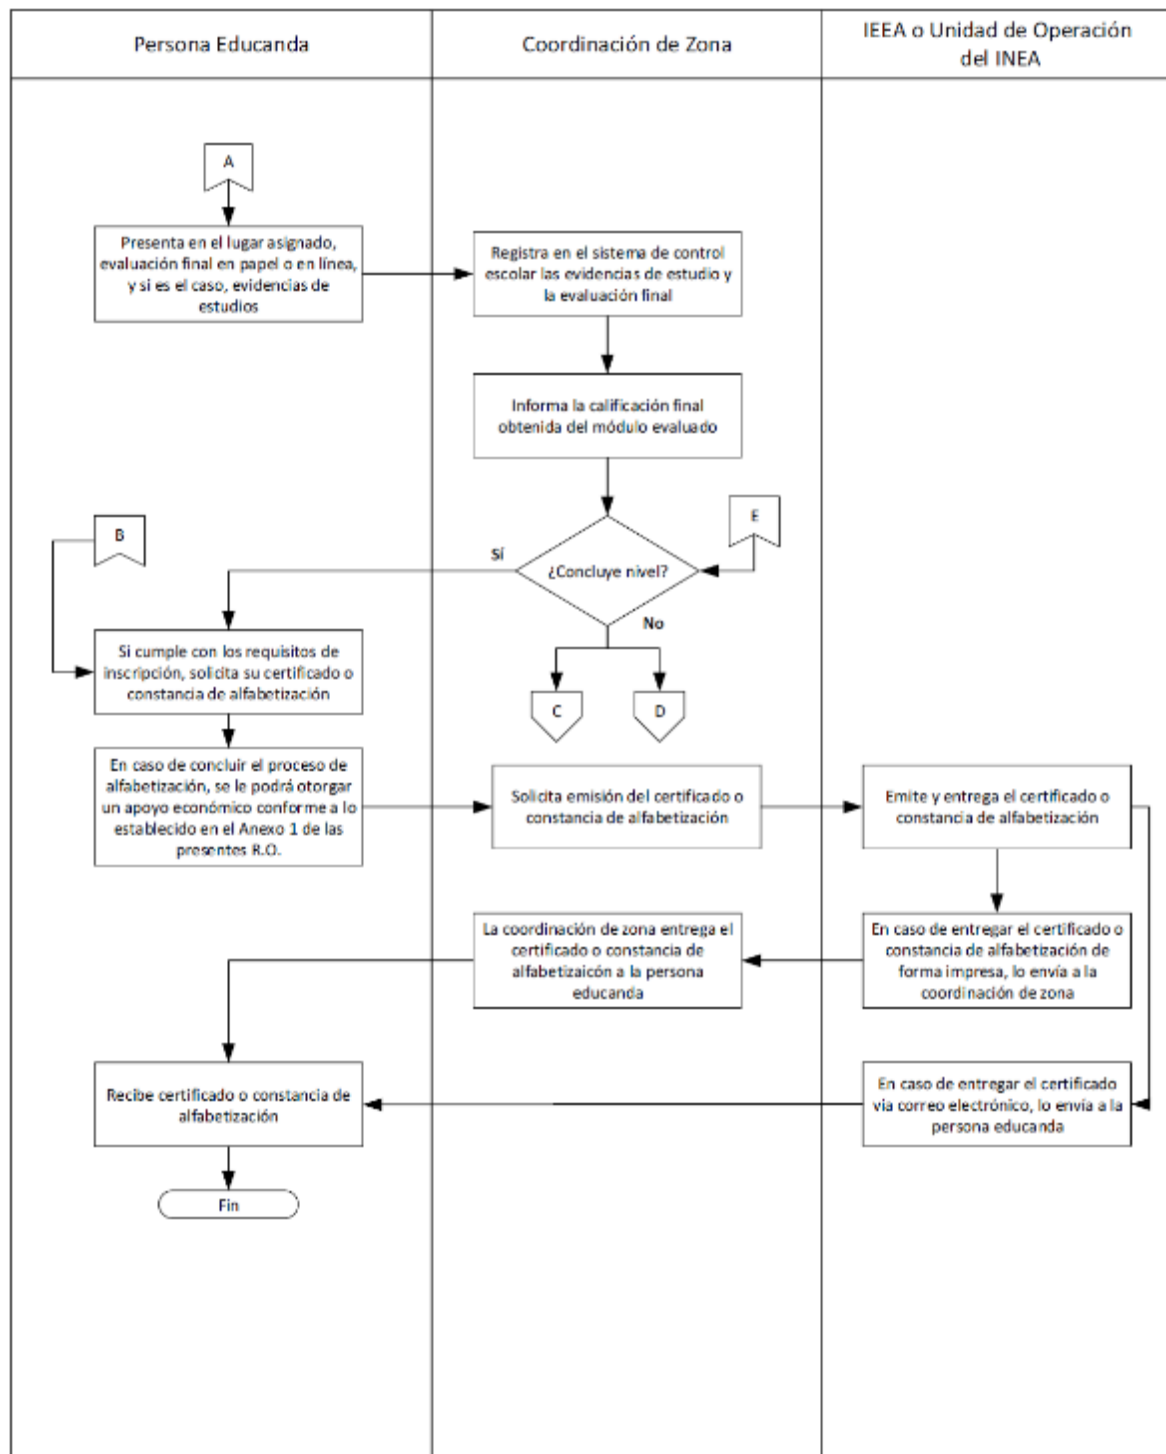 Persona Educanda
Coordinación de Zona
IEEA o Unidad de Operación
del INEA
A
Presenta en el lugar asignado,
evaluación final en papel o en línea,
y si es el caso, evidencias de
estudios
Registra en el sistema de control
escolar las evidencias de estudio y
la evaluación final
Informa la calificación final
obtenida del módulo evaluado
B
E
Sí
¿Concluye nivel?
No
Si cumple con los requisitos de
inscripción, solicita su certificado o
constancia de alfabetización
C
D
En caso de concluir el proceso de
alfabetización, se le podrá otorgar
un apoyo económico conforme a lo
establecido en el Anexo 1 de las
presentes R.O.
Solicita emisión del certificado o
constancia de alfabetización
Emite y entrega el certificado o
constancia de alfabetización
La coordinación de zona entrega el
certificado o constancia de
alfabetizaicón a la persona
educanda
En caso de entregar el certificado o
constancia de alfabetización de
forma impresa, lo envía a la
coordinación de zona
Recibe certificado o constancia de
alfabetización
En caso de entregar el certificado
vía correo electrónico, lo envía a la
persona educanda
Fin